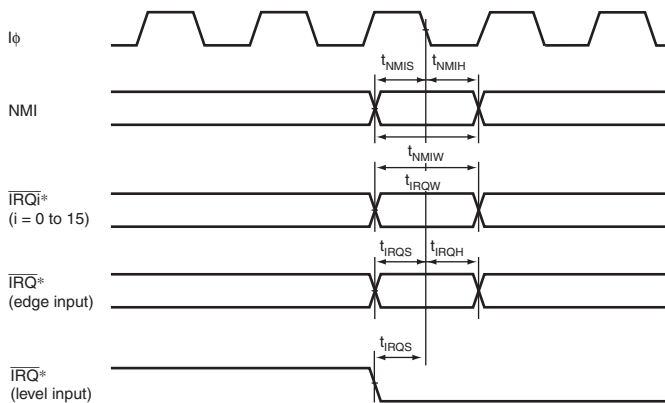 Iϕ
tNMIS tNMIH
NMI
tNMIW
tIRQW
IRQi*
(i = 0 to 15)
tIRQS tIRQH
IRQ*
(edge input)
tIRQS
IRQ*
(level input)